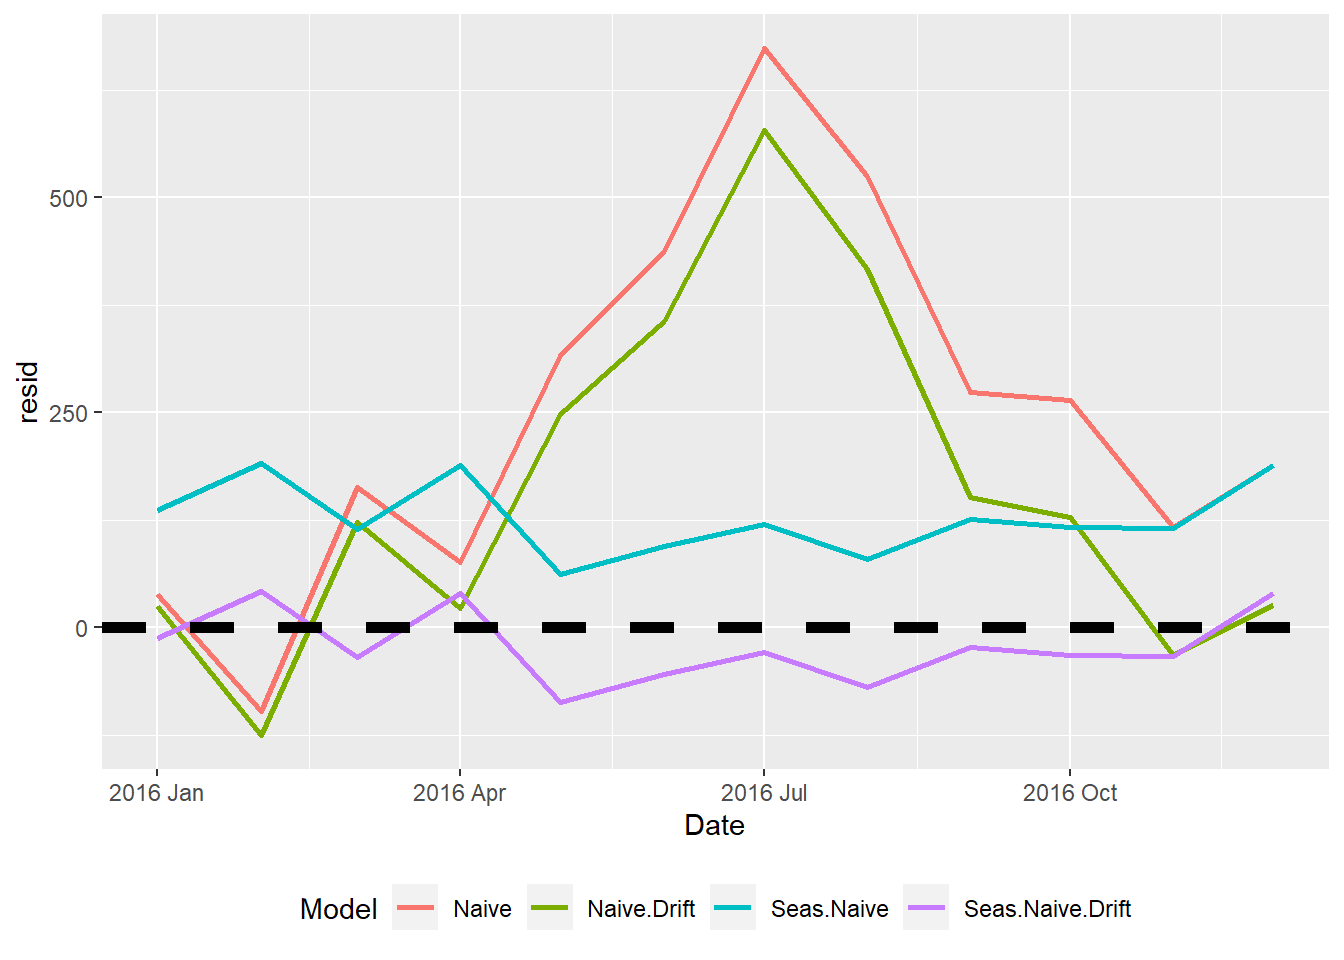 resid
500
250
0
2016 Jan 2016 Apr 2016 Jul 2016 Oct
Date
Model Naive Naive.Drift Seas.Naive Seas.Naive.Drift